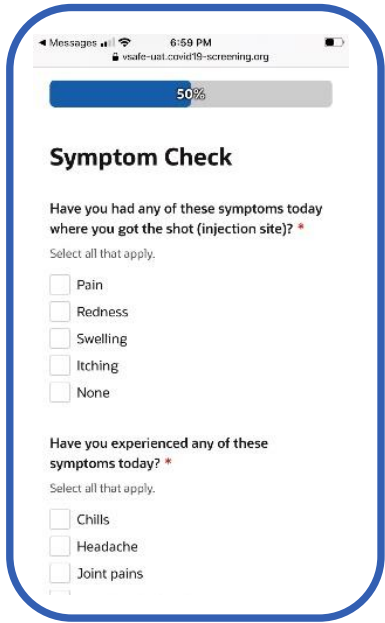 Messages 6:59 PM
vsafe-uat.covid19-screening.org
50%
Symptom Check
Have you had any of these symptoms today
where you got the shot (injection site)? *
Select all that apply.
Pain
Redness
Swelling
Itching
None
Have you experienced any of these
symptoms today? *
Select all that apply.
Chills
Headache
Joint pains